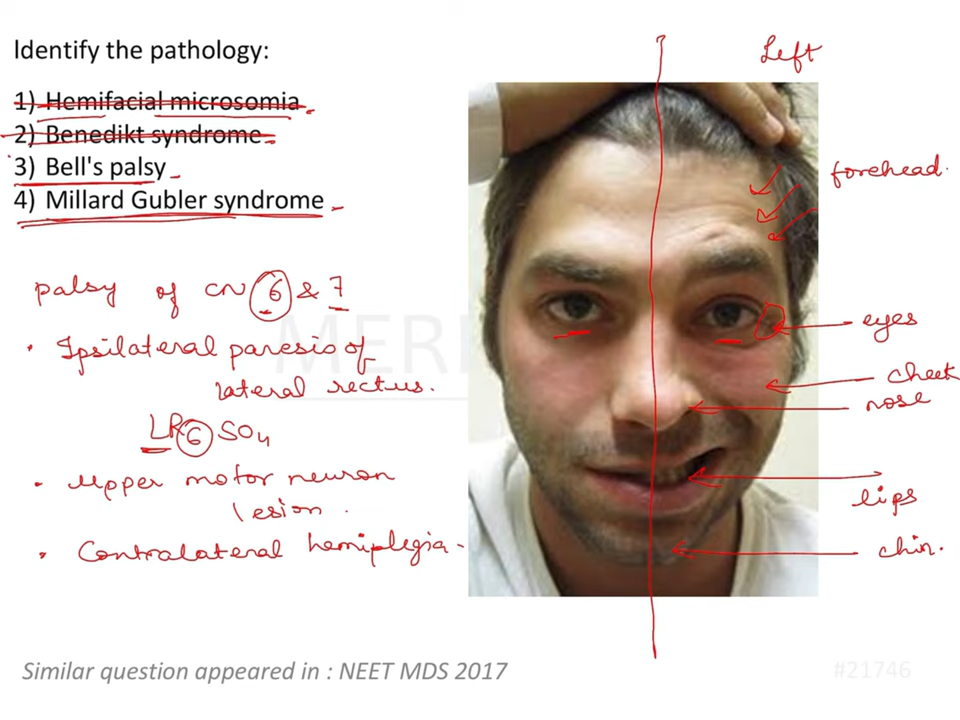 Identify the pathology:
1) Hemifacial microsomia
2) Benedikt syndrome
3) Bell's palsy
4) Millard Gubler syndrome
palsy of CN 6 & 7
• Ipsilateral paresis of
lateral rectus.
LR6 SO4
• Upper motor neuron
lesion.
• Contralateral hemiplegia.
Left
forehead.
eyes
cheek
nose
lips
chin.
MERI
Similar question appeared in : NEET MDS 2017
#21746